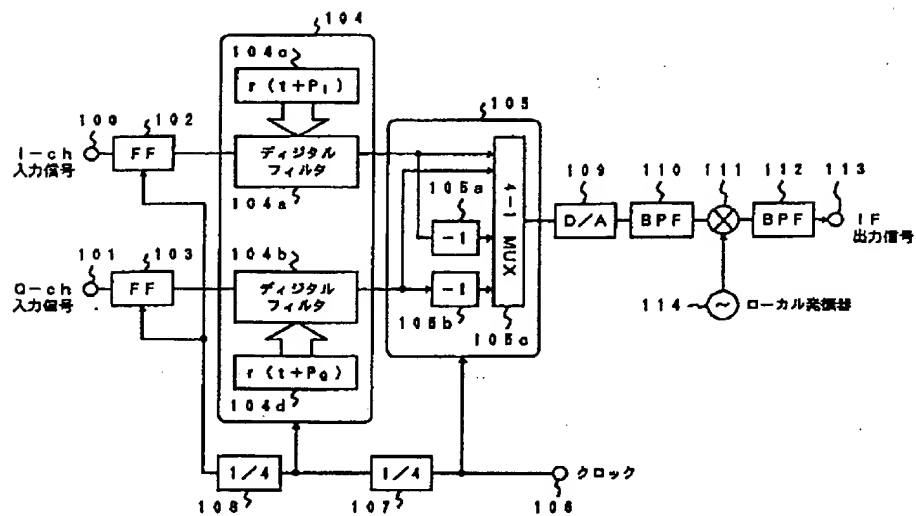 104
104c
r(t+PI)
105
100
102
I-ch
入力信号
FF
ディジタル
フィルタ
104a
105a
-1
4-1 MUX
109
110
111
112
113
D/A
BPF
BPF
IF
出力信号
101
103
104b
Q-ch
入力信号
FF
ディジタル
フィルタ
-1
105b
105c
114
~
ローカル発振器
r(t+PQ)
104d
1/4
1/4
クロック
108
107
106